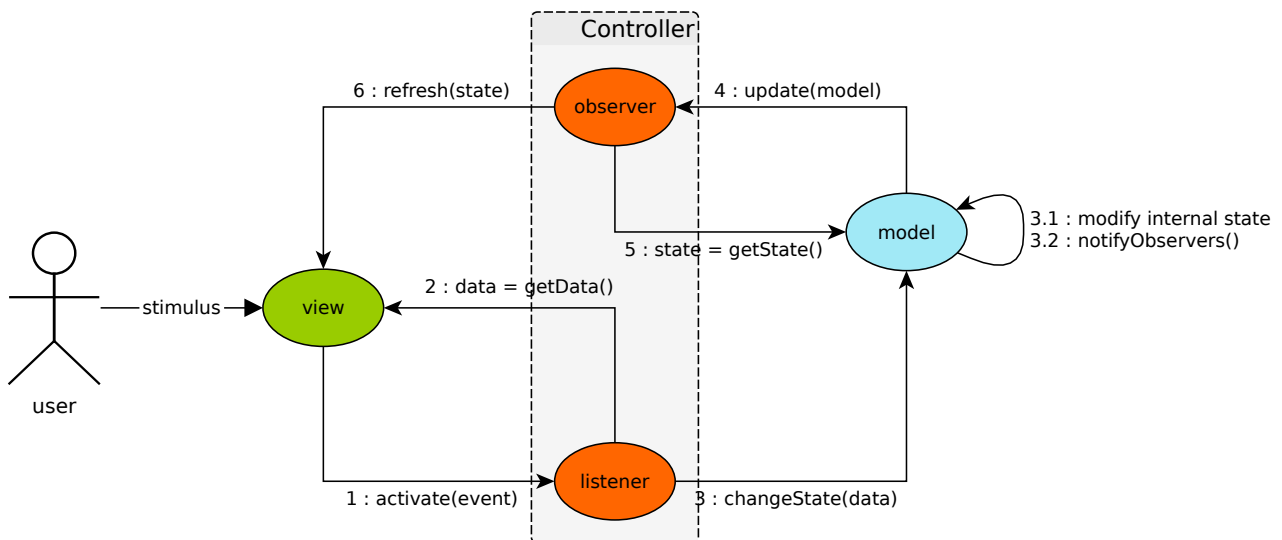 Controller
6 : refresh(state)
observer
4 : update(model)
3.1 : modify internal state
3.2 : notifyObservers()
model
5 : state = getState()
2 : data = getData()
stimulus
view
user
listener
1 : activate(event)
3 : changeState(data)